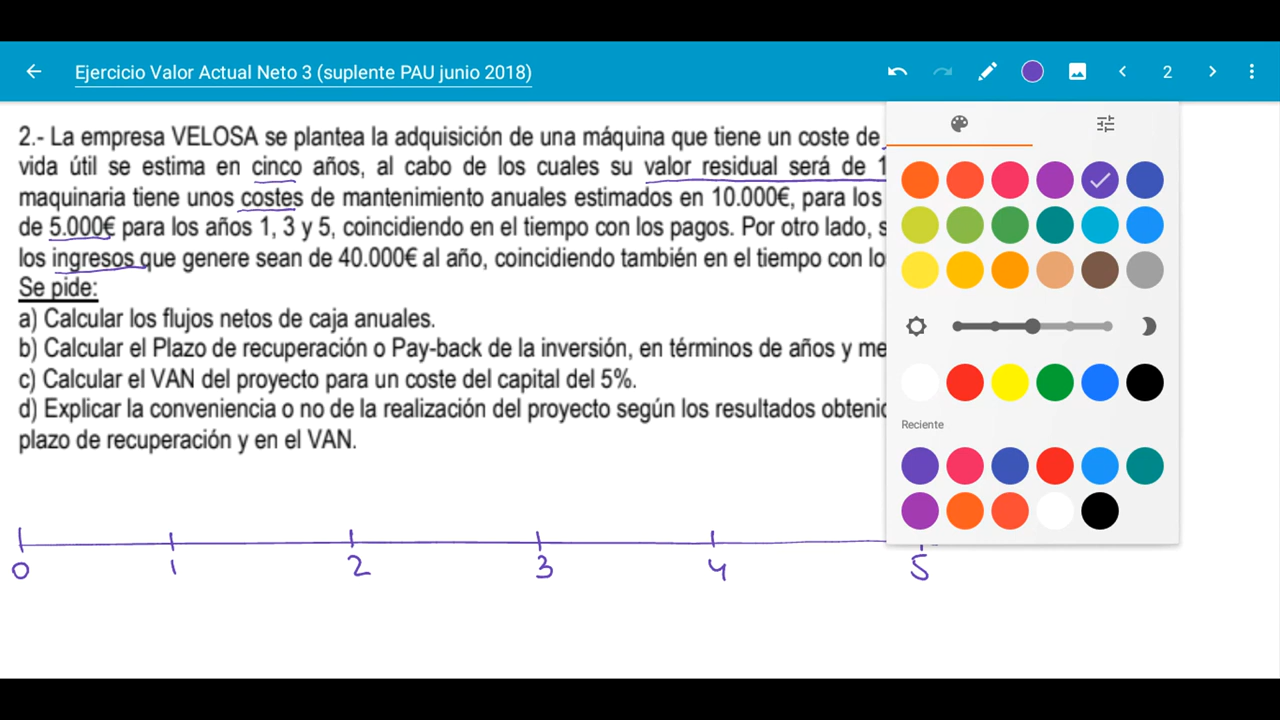 Ejercicio Valor Actual Neto 3 (suplente PAU junio 2018)
2
2.- La empresa VELOSA se plantea la adquisición de una máquina que tiene un coste de
vida útil se estima en cinco años, al cabo de los cuales su valor residual será de 1
maquinaria tiene unos costes de mantenimiento anuales estimados en 10.000€, para los
de 5.000€ para los años 1, 3 y 5, coincidiendo en el tiempo con los pagos. Por otro lado, s
los ingresos que genere sean de 40.000€ al año, coincidiendo también en el tiempo con lo
Se pide:
a) Calcular los flujos netos de caja anuales.
b) Calcular el Plazo de recuperación o Pay-back de la inversión, en términos de años y me
c) Calcular el VAN del proyecto para un coste del capital del 5%.
d) Explicar la conveniencia o no de la realización del proyecto según los resultados obtenid
plazo de recuperación y en el VAN.
Reciente
0 1 2 3 4 5